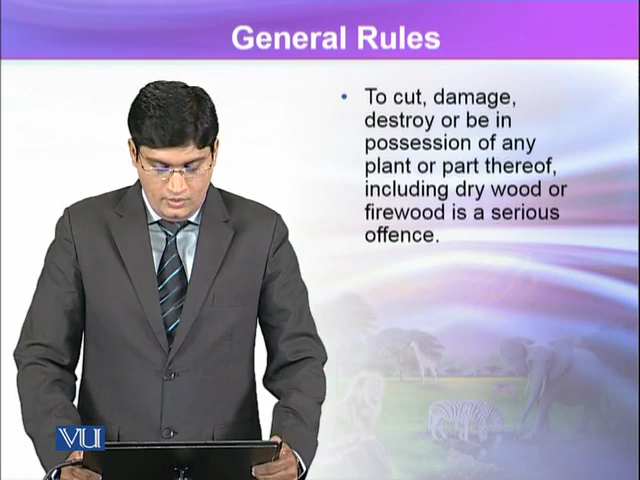 General Rules
• To cut, damage,
destroy or be in
possession of any
plant or part thereof,
including dry wood or
firewood is a serious
offence.
VU